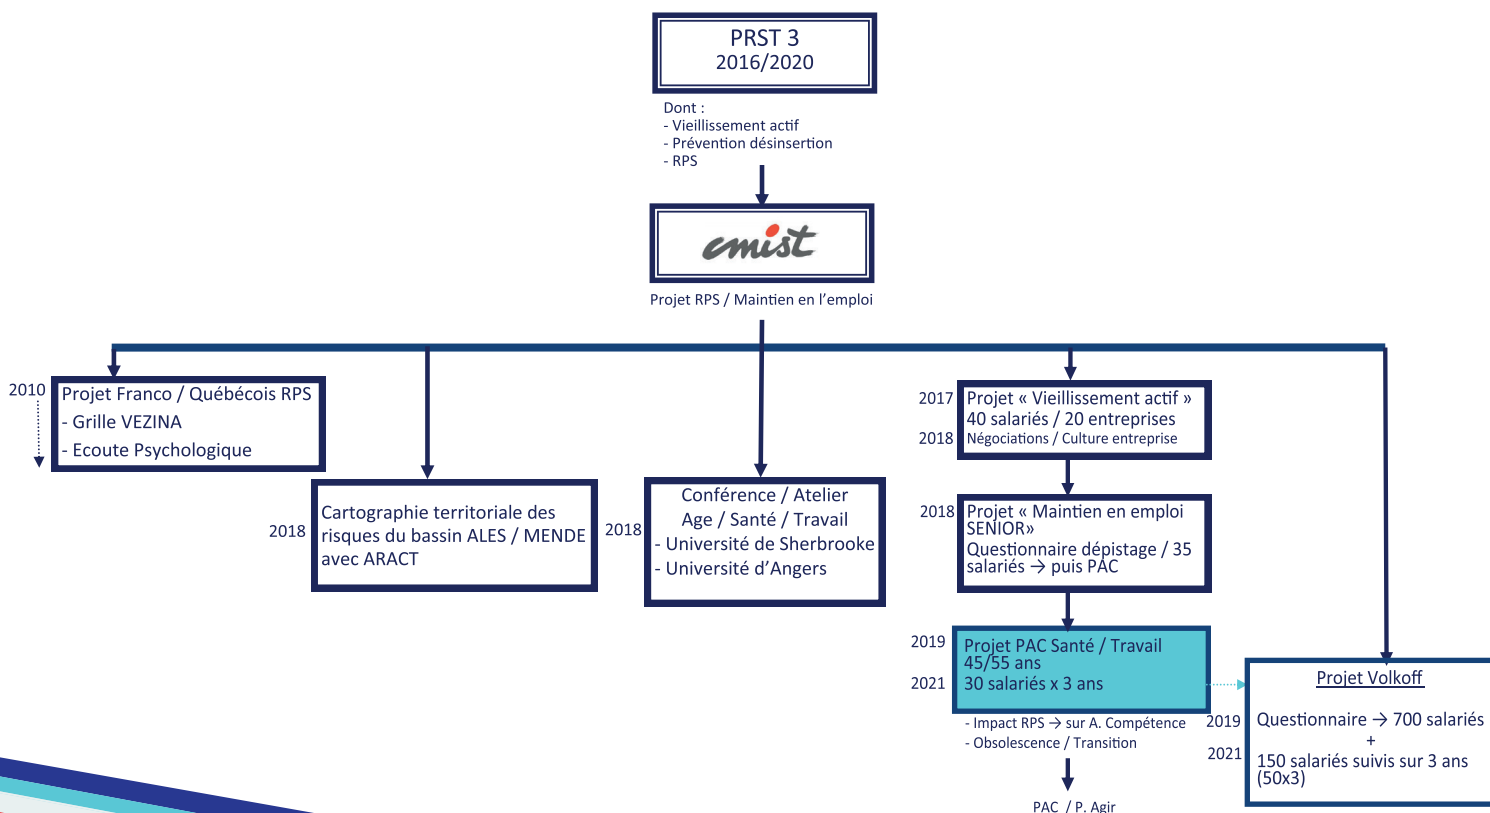 PRST 3
2016/2020
Dont :
- Vieillissement actif
- Prévention désinsertion
- RPS
cmist
Projet RPS / Maintien en l’emploi
2010
Projet Franco / Québécois RPS
- Grille VEZINA
- Ecoute Psychologique
2018
Cartographie territoriale des
risques du bassin ALES / MENDE
avec ARACT
2018
Conférence / Atelier
Age / Santé / Travail
- Université de Sherbrooke
- Université d’Angers
2017
2018
Projet « Vieillissement actif »
40 salariés / 20 entreprises
Négociations / Culture entreprise
2018
Projet « Maintien en emploi
SENIOR»
Questionnaire dépistage / 35
salariés → puis PAC
2019
2021
Projet PAC Santé / Travail
45/55 ans
30 salariés x 3 ans
- Impact RPS → sur A. Compétence
- Obsolescence / Transition
PAC / P. Agir
2019
2021
Projet Volkoff
Questionnaire → 700 salariés
+
150 salariés suivis sur 3 ans
(50x3)